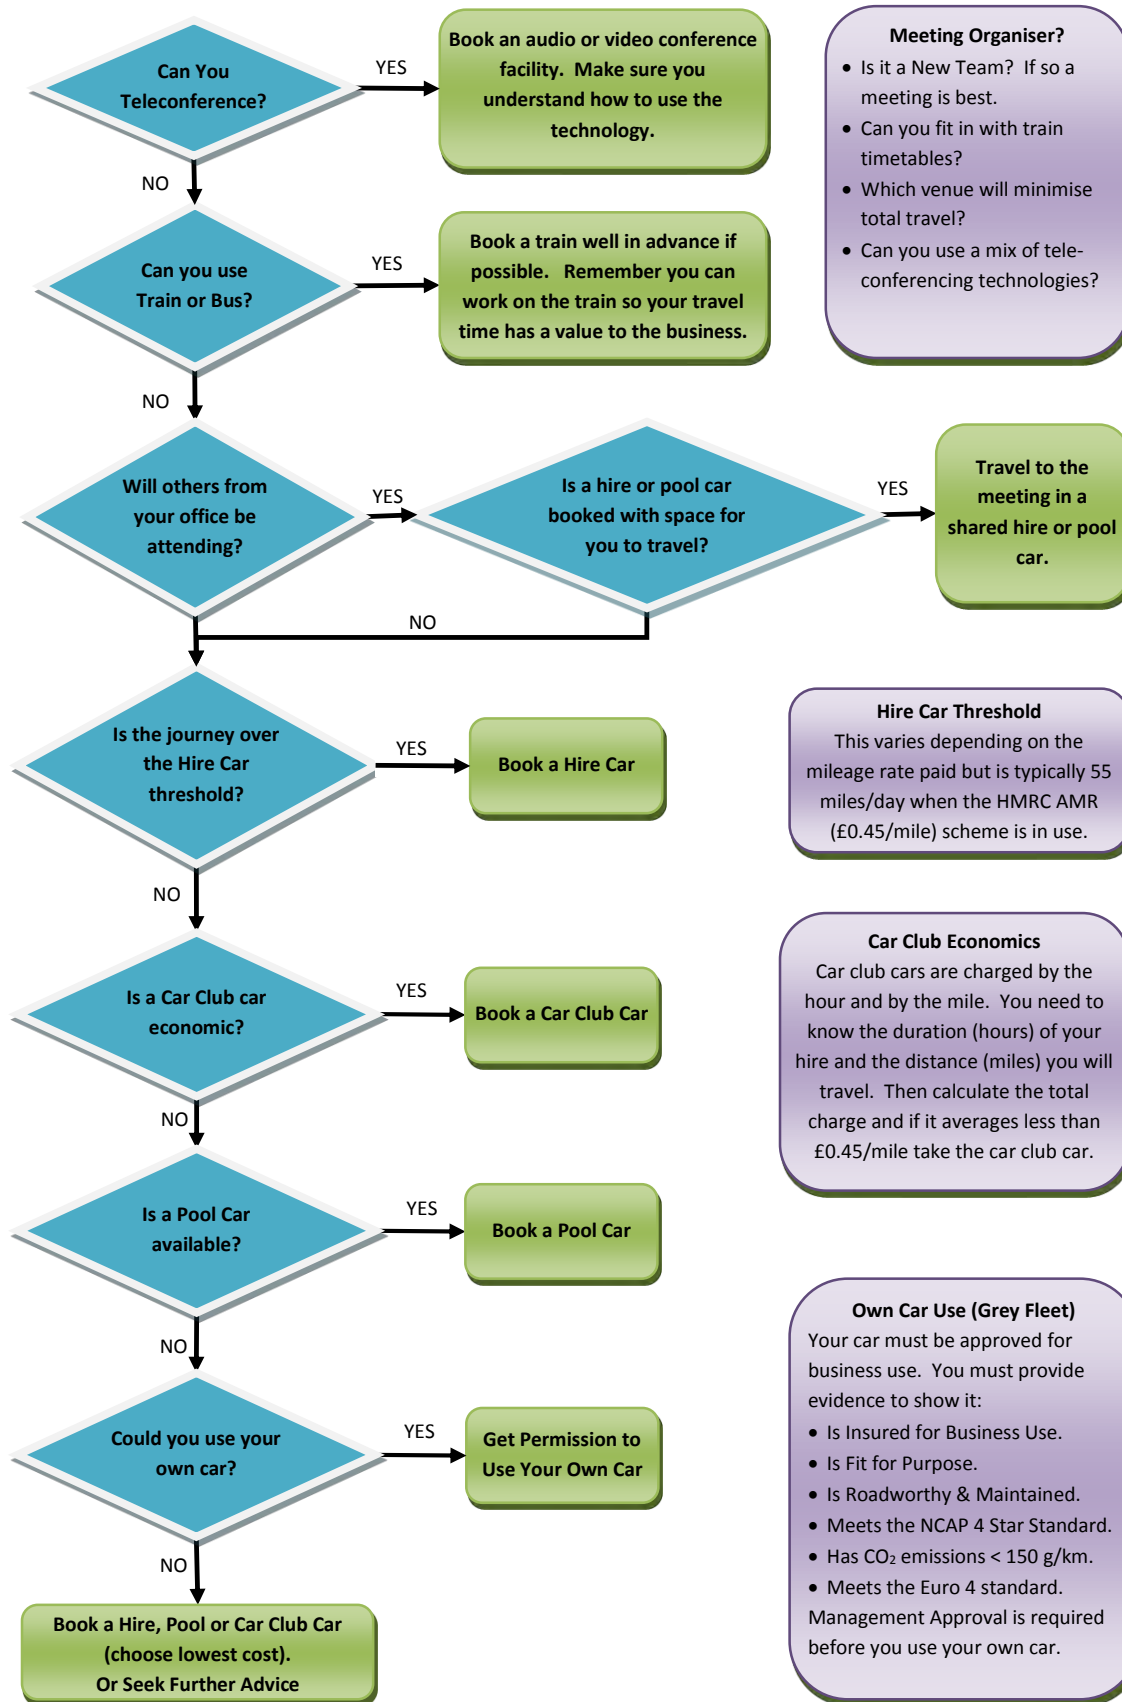 Can You
Teleconference?
YES
Book an audio or video conference
facility.  Make sure you
understand how to use the
technology.
Meeting Organiser?
• Is it a New Team?  If so a
meeting is best.
• Can you fit in with train
timetables?
• Which venue will minimise
total travel?
• Can you use a mix of tele-
conferencing technologies?
NO
Can you use
Train or Bus?
YES
Book a train well in advance if
possible.   Remember you can
work on the train so your travel
time has a value to the business.
NO
Will others from
your office be
attending?
YES
Is a hire or pool car
booked with space for
you to travel?
YES
Travel to the
meeting in a
shared hire or pool
car.
NO
Is the journey over
the Hire Car
threshold?
YES
Book a Hire Car
Hire Car Threshold
This varies depending on the
mileage rate paid but is typically 55
miles/day when the HMRC AMR
(£0.45/mile) scheme is in use.
NO
Is a Car Club car
economic?
YES
Book a Car Club Car
Car Club Economics
Car club cars are charged by the
hour and by the mile.  You need to
know the duration (hours) of your
hire and the distance (miles) you will
travel.  Then calculate the total
charge and if it averages less than
£0.45/mile take the car club car.
NO
Is a Pool Car
available?
YES
Book a Pool Car
NO
Could you use your
own car?
YES
Get Permission to
Use Your Own Car
Own Car Use (Grey Fleet)
Your car must be approved for
business use.  You must provide
evidence to show it:
• Is Insured for Business Use.
• Is Fit for Purpose.
• Is Roadworthy & Maintained.
• Meets the NCAP 4 Star Standard.
• Has CO₂ emissions < 150 g/km.
• Meets the Euro 4 standard.
Management Approval is required
before you use your own car.
NO
Book a Hire, Pool or Car Club Car
(choose lowest cost).
Or Seek Further Advice